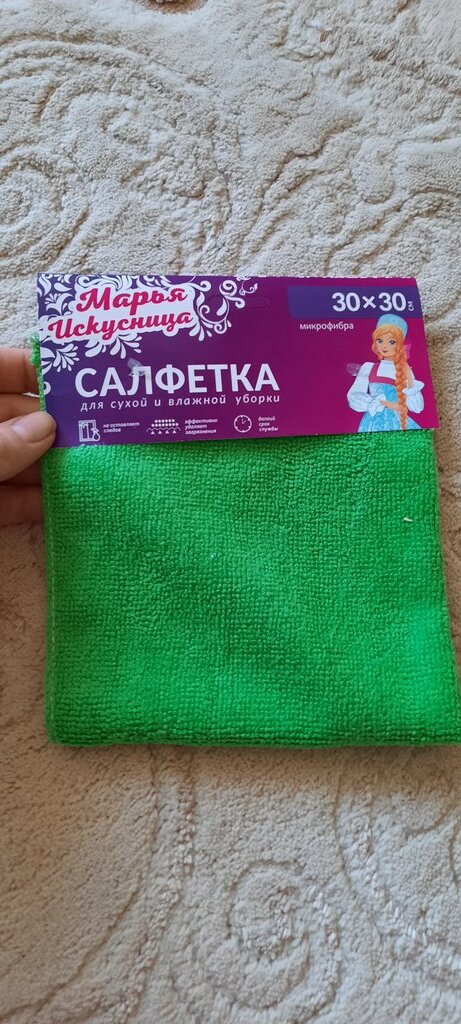 Марья
Искусница
30×30 см
микрофибра
САЛФЕТКА
для сухой и влажной уборки
не оставляет
следов
эффективно
удаляет
загрязнения
долгий
срок
службы